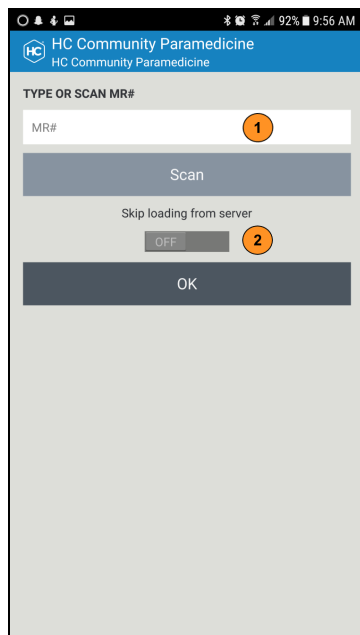 92% 9:56 AM
HC HC Community Paramedicine
HC Community Paramedicine
TYPE OR SCAN MR#
MR# 1
Scan
Skip loading from server
OFF 2
OK